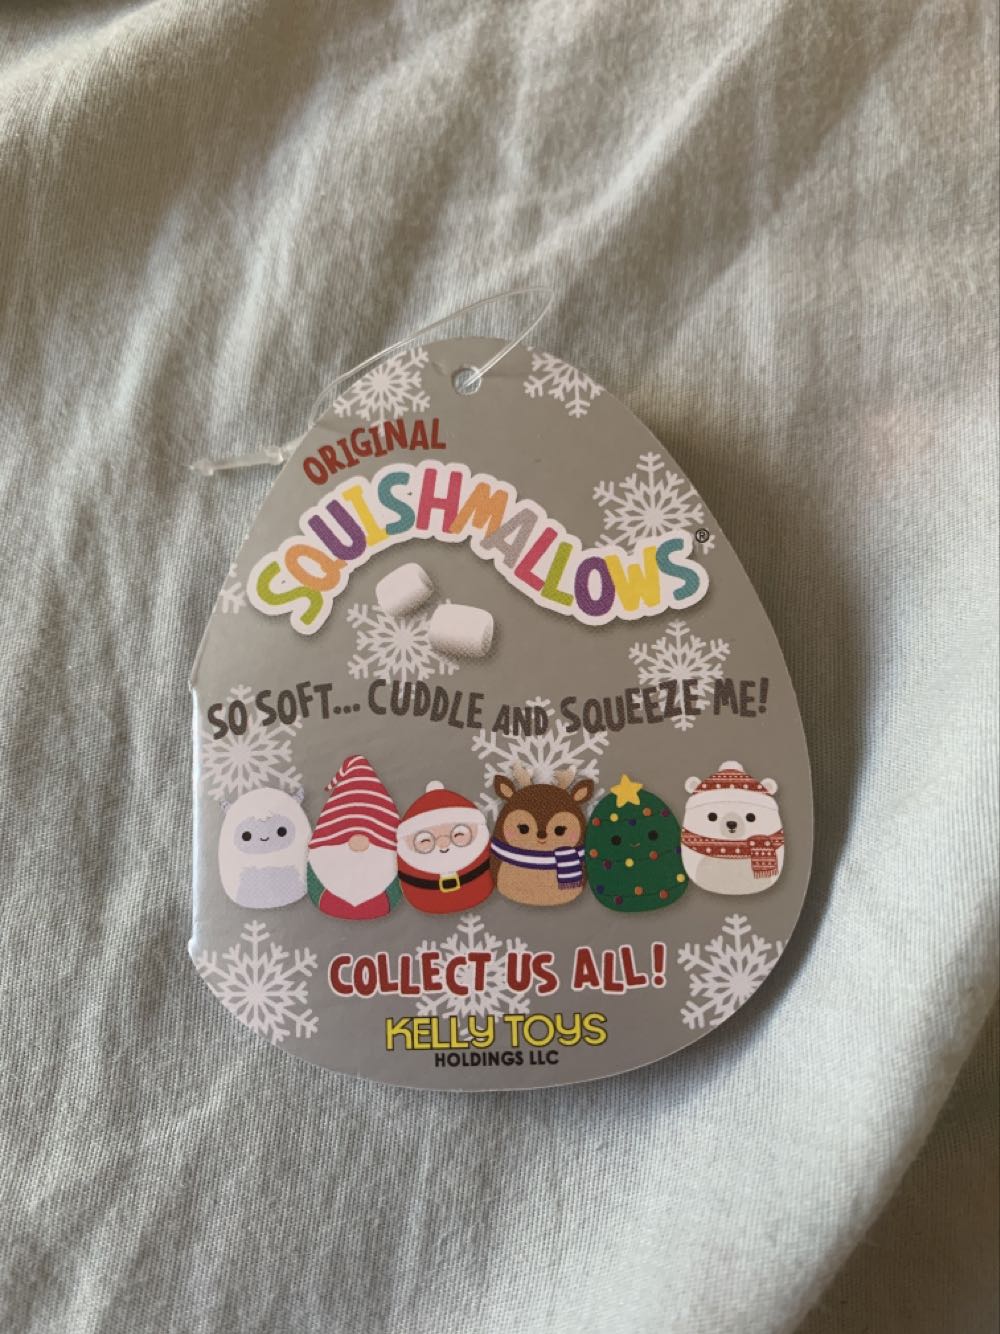 ORIGINAL
SQUISHMALLOWS®
SO SOFT... CUDDLE AND SQUEEZE ME!
COLLECT US ALL!
KELLY TOYS
HOLDINGS LLC